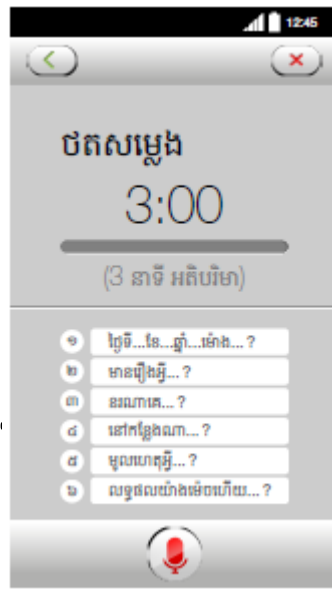 12:45
ថតសម្លេង
3:00
(3 នាទី អតិបរិមា)
១ ថ្ងៃទី...ខែ...ឆ្នាំ...ម៉ោង...?
២ មានរឿងអ្វី...?
៣ នរណាគេ...?
៤ នៅកន្លែងណា...?
៥ មូលហេតុអ្វី...?
៦ លទ្ធផលយ៉ាងម៉េចហើយ...?